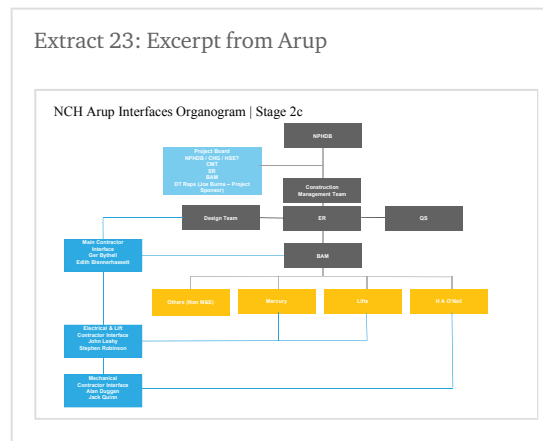 Extract 23: Excerpt from Arup
NCH Arup Interfaces Organogram | Stage 2c
NPHDB
Project Board
NPHDB / CHG / HSE?
CMT
ER
BAM
DT Reps (Joe Burns – Project
Sponsor)
Construction
Management Team
Design Team
ER
QS
Main Contractor
Interface
Ger Bythell
Edith Blennerhassett
BAM
Others (Non M&E)
Mercury
Lifts
H A O'Neil
Electrical & Lift
Contractor Interface
John Leahy
Stephen Robinson
Mechanical
Contractor Interface
Alan Duggan
Jack Quinn